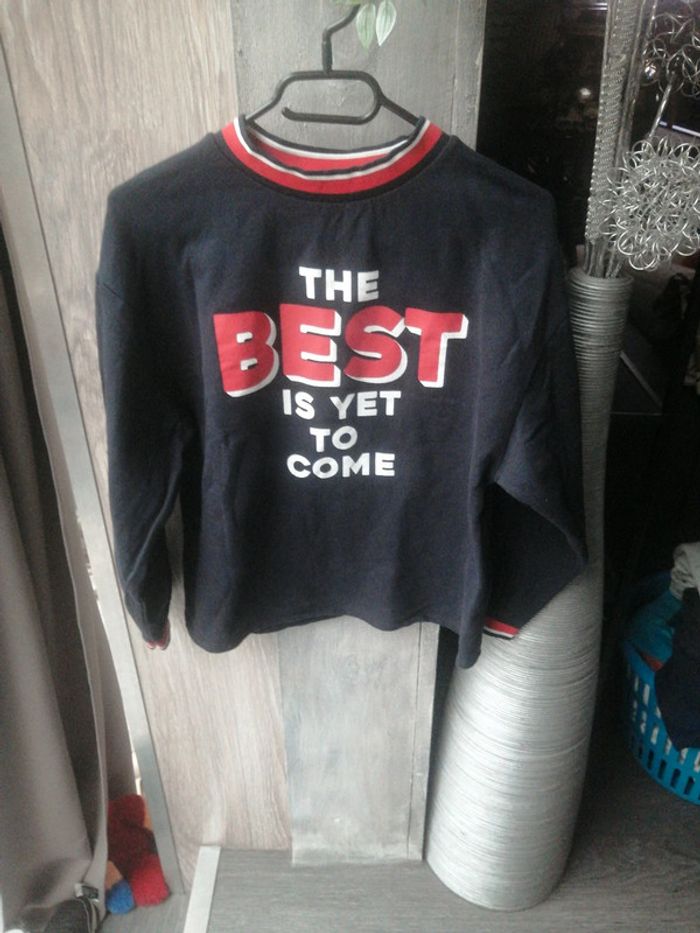 THE
BEST
IS YET
TO
COME